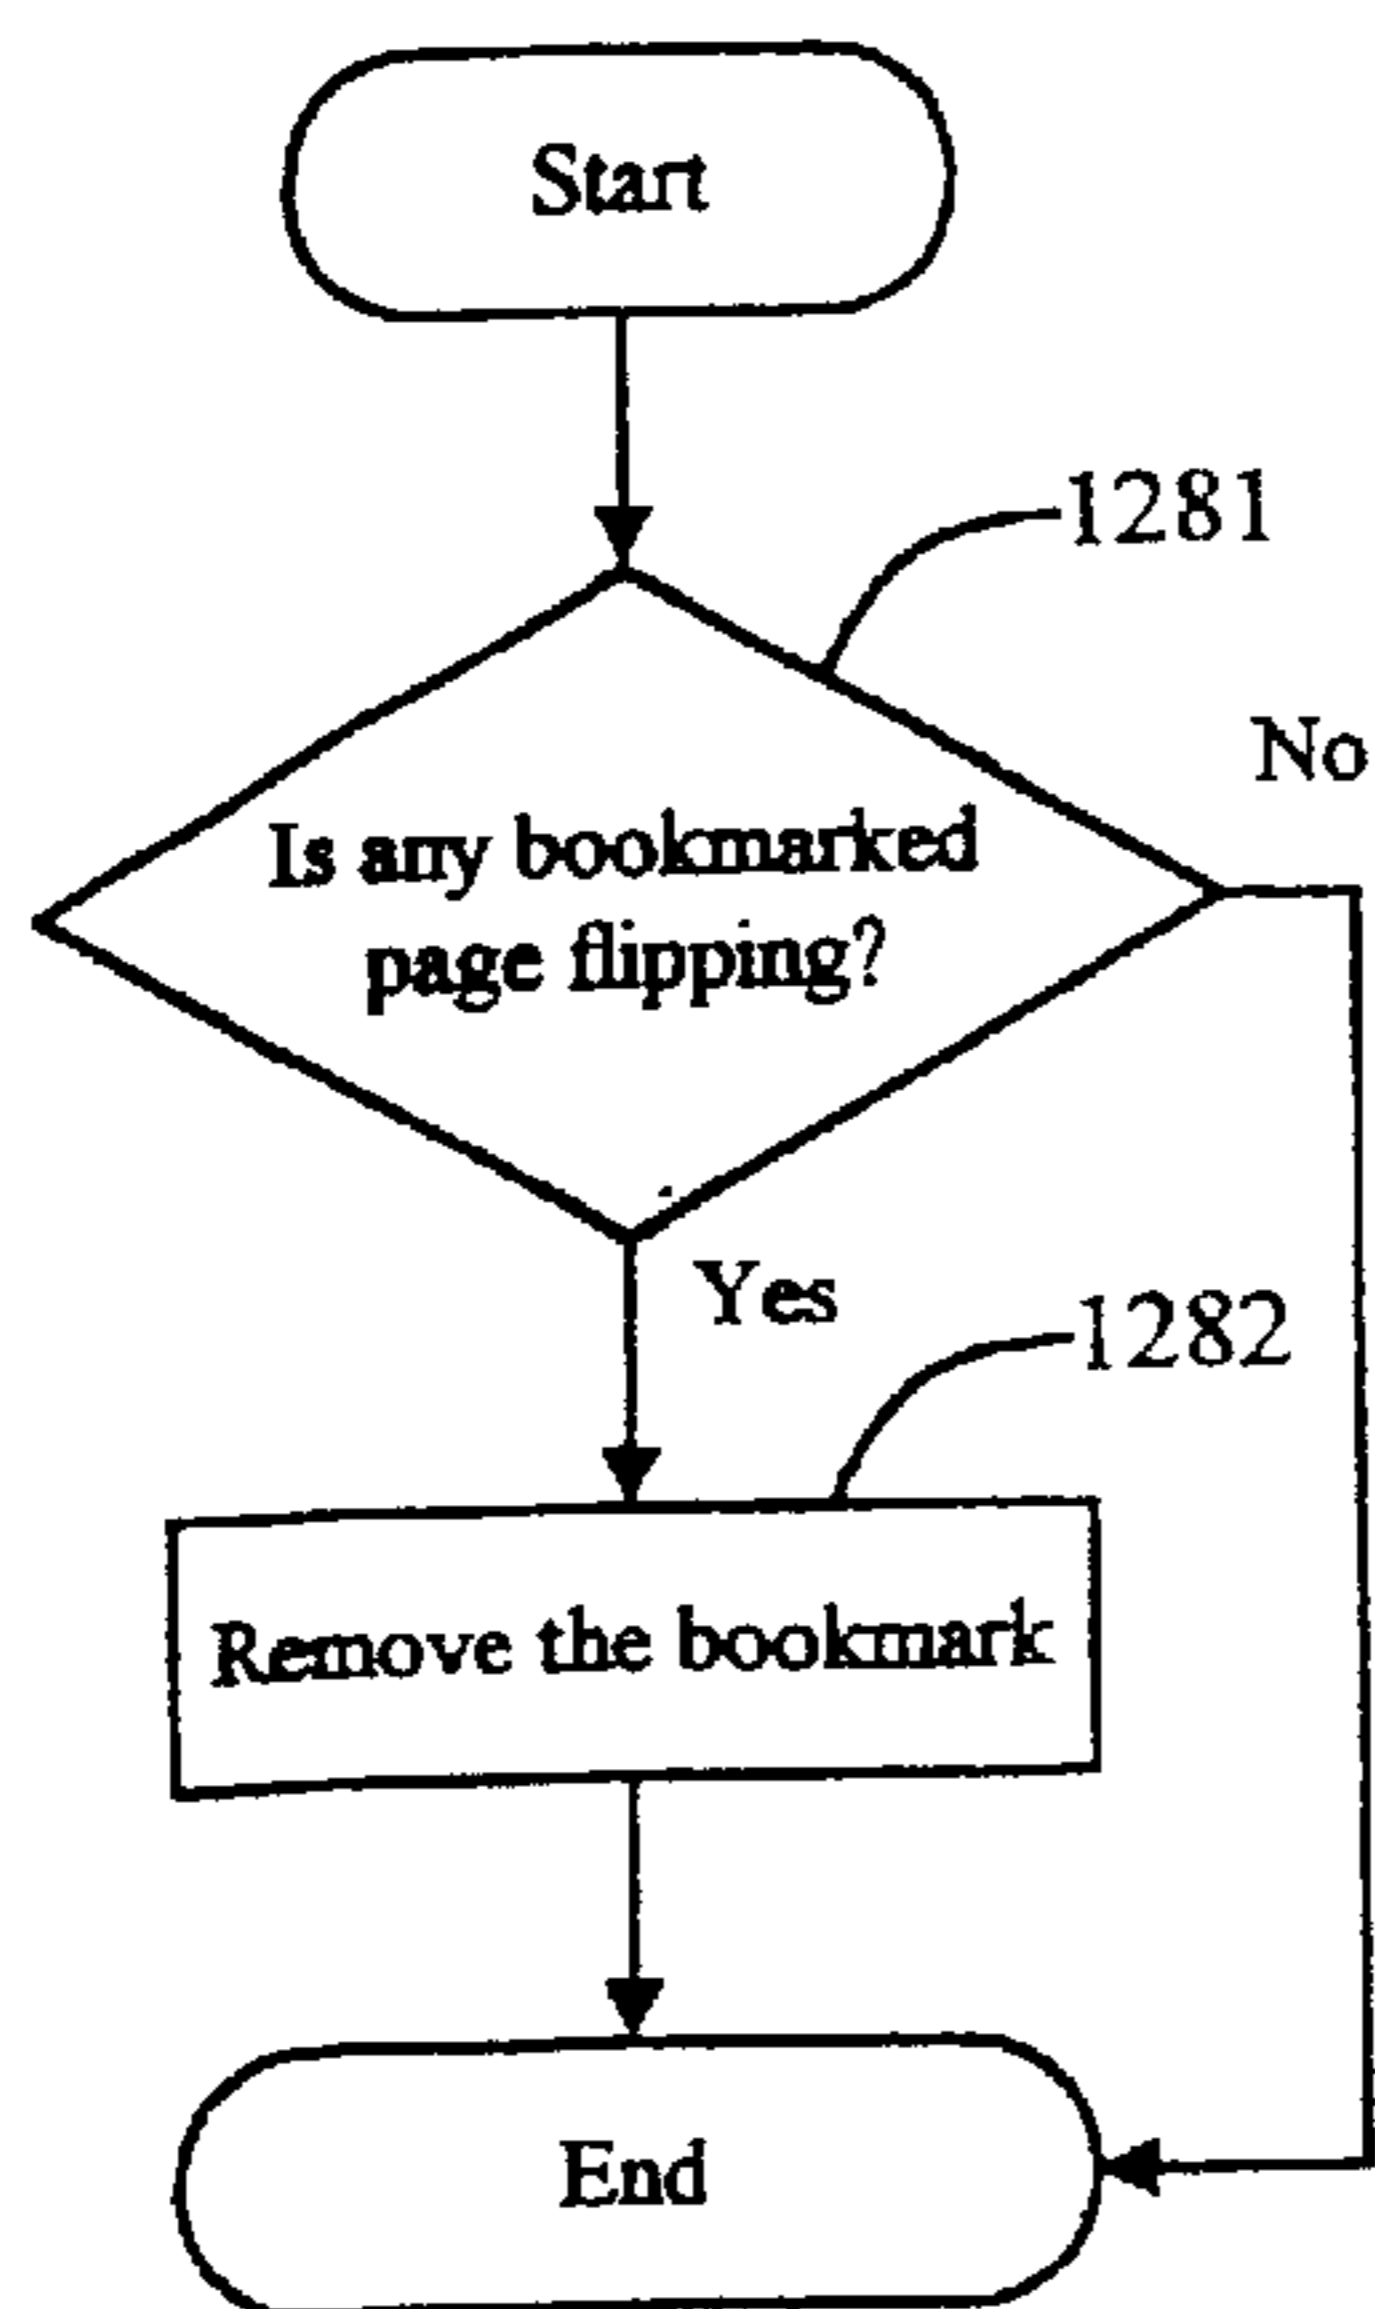 Start
1281
No
Is any bookmarked
page flipping?
Yes
1282
Remove the bookmark
End